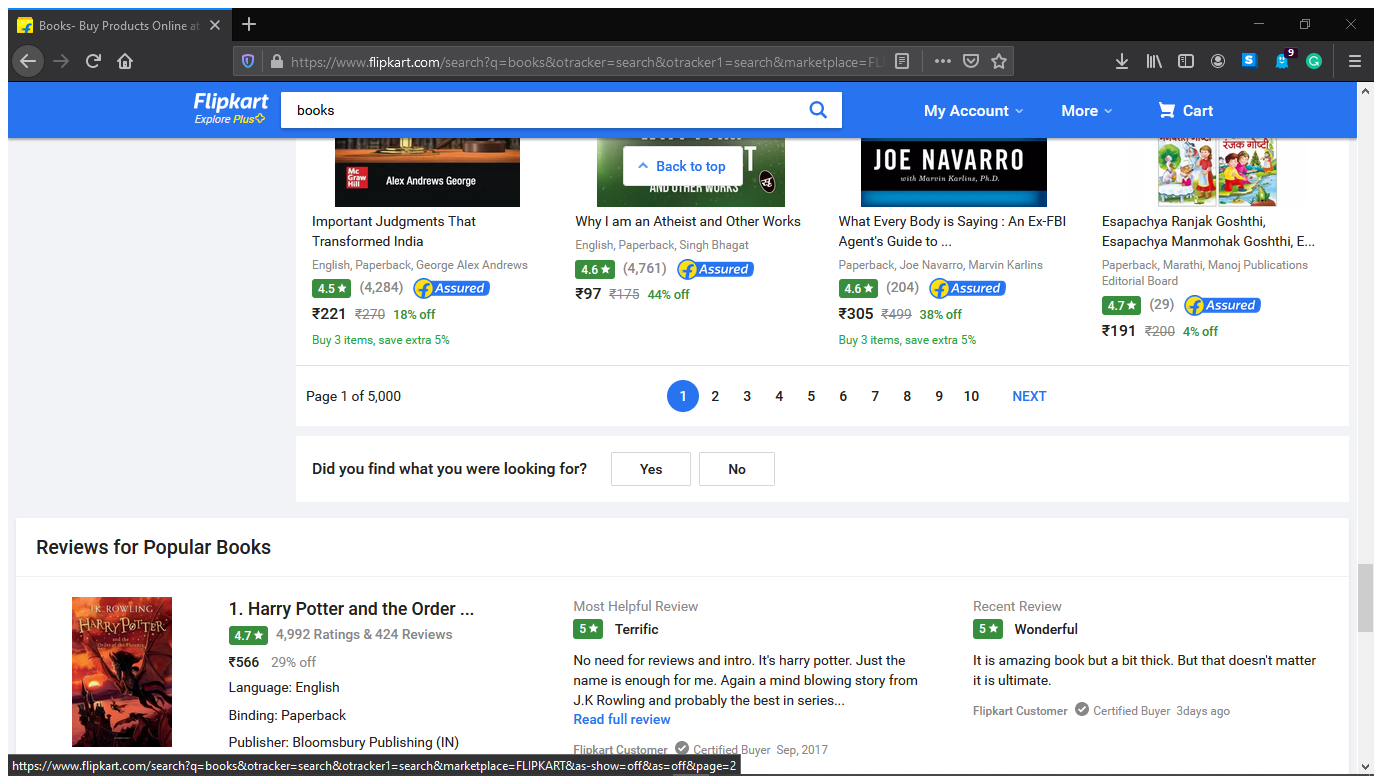 Books- Buy Products Online at
https://www.flipkart.com/search?q=books&otracker=search&otracker1=search&marketplace=FL
9
S
G
Flipkart
Explore Plus
books
My Account
More
Cart
Back to top
Mc
Graw
Hill
Alex Andrews George
AND OTHER WORKS
JOE NAVARRO
with Marvin Karlins, Ph.D.
रंजक गोष्टी
Important Judgments That
Transformed India
English, Paperback, George Alex Andrews
4.5★ (4,284) Assured
₹221 ₹270 18% off
Buy 3 items, save extra 5%
Why I am an Atheist and Other Works
English, Paperback, Singh Bhagat
4.6★ (4,761) Assured
₹97 ₹175 44% off
What Every Body is Saying : An Ex-FBI
Agent's Guide to ...
Paperback, Joe Navarro, Marvin Karlins
4.6★ (204) Assured
₹305 ₹499 38% off
Buy 3 items, save extra 5%
Esapachya Ranjak Goshthi,
Esapachya Manmohak Goshthi, E...
Paperback, Marathi, Manoj Publications
Editorial Board
4.7★ (29) Assured
₹191 ₹200 4% off
Page 1 of 5,000
1 2 3 4 5 6 7 8 9 10 NEXT
Did you find what you were looking for? Yes No
Reviews for Popular Books
J.K. ROWLING
HARRY POTTER
and the
Order of the Phoenix
1. Harry Potter and the Order ...
4.7★ 4,992 Ratings & 424 Reviews
₹566 29% off
Language: English
Binding: Paperback
Publisher: Bloomsbury Publishing (IN)
Most Helpful Review
5★ Terrific
No need for reviews and intro. It's harry potter. Just the
name is enough for me. Again a mind blowing story from
J.K Rowling and probably the best in series...
Read full review
Flipkart Customer Certified Buyer Sep, 2017
Recent Review
5★ Wonderful
It is amazing book but a bit thick. But that doesn't matter
it is ultimate.
Flipkart Customer Certified Buyer 3days ago
https://www.flipkart.com/search?q=books&otracker=search&otracker1=search&marketplace=FLIPKART&as-show=off&as=off&page=2